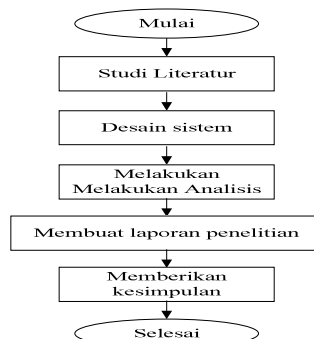 Mulai
Studi Literatur
Desain sistem
Melakukan
Melakukan Analisis
Membuat laporan penelitian
Memberikan
kesimpulan
Selesai